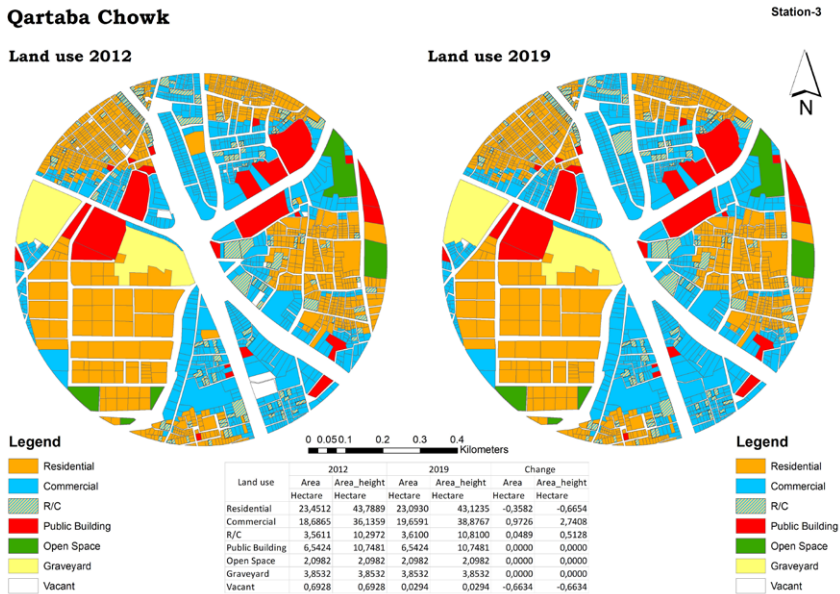 Qartaba Chowk
Station-3
Land use 2012
Land use 2019
N
Legend
Residential
Commercial
R/C
Public Building
Open Space
Graveyard
Vacant
0 0.050.1 0.2 0.3 0.4
Kilometers
Land use 2012 2019 Change
Area Area_height Area Area_height Area Area_height
Hectare Hectare Hectare Hectare Hectare Hectare
Residential 23,4512 43,7889 23,0930 43,1235 -0,3582 -0,6654
Commercial 18,6865 36,1359 19,6591 38,8767 0,9726 2,7408
R/C 3,5611 10,2972 3,6100 10,8100 0,0489 0,5128
Public Building 6,5424 10,7481 6,5424 10,7481 0,0000 0,0000
Open Space 2,0982 2,0982 2,0982 2,0982 0,0000 0,0000
Graveyard 3,8532 3,8532 3,8532 3,8532 0,0000 0,0000
Vacant 0,6928 0,6928 0,0294 0,0294 -0,6634 -0,6634
Legend
Residential
Commercial
R/C
Public Building
Open Space
Graveyard
Vacant